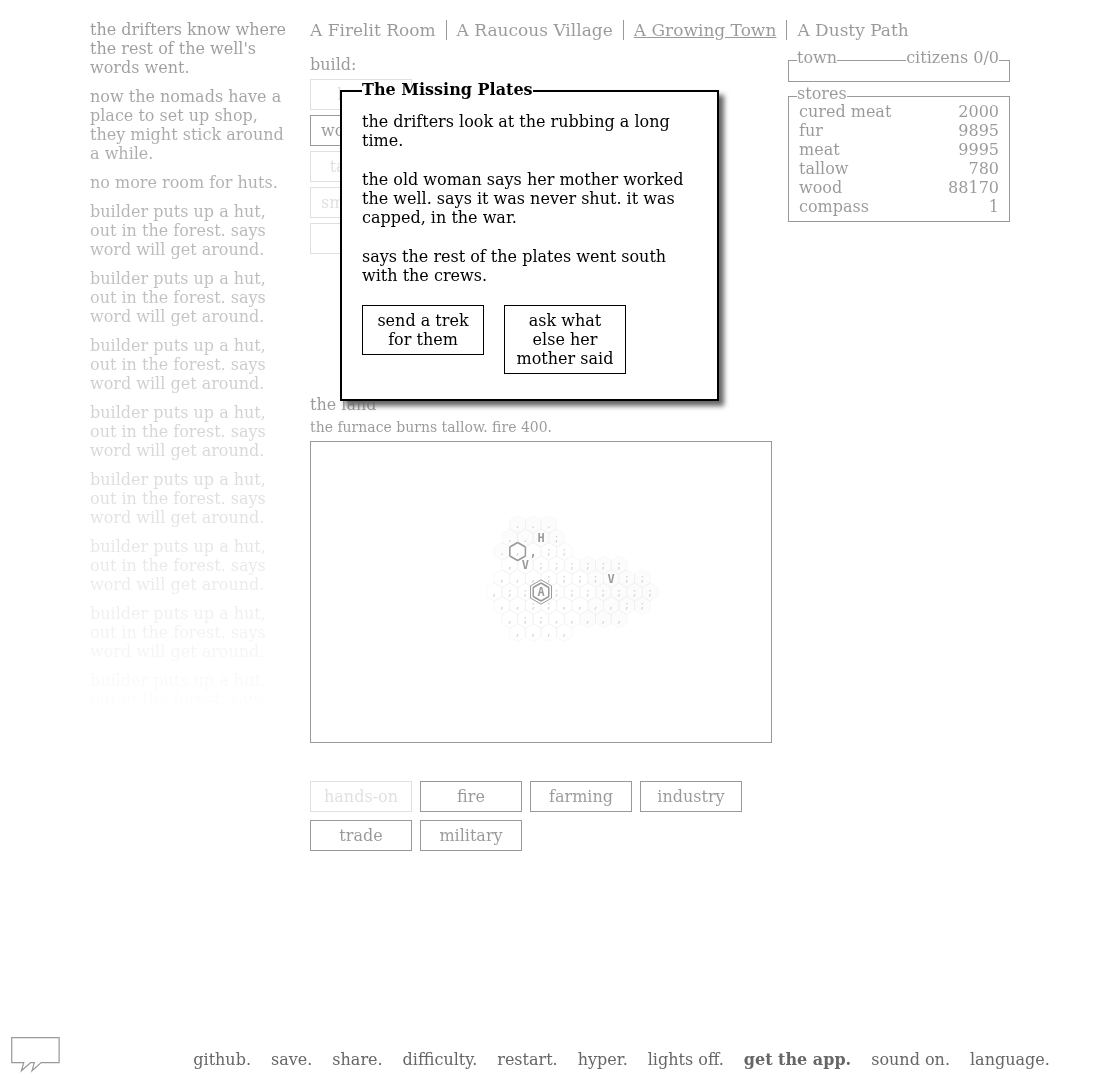 the drifters know where
the rest of the well's
words went.
now the nomads have a
place to set up shop,
they might stick around
a while.
no more room for huts.
builder puts up a hut,
out in the forest. says
word will get around.
builder puts up a hut,
out in the forest. says
word will get around.
builder puts up a hut,
out in the forest. says
word will get around.
builder puts up a hut,
out in the forest. says
word will get around.
builder puts up a hut,
out in the forest. says
word will get around.
builder puts up a hut,
out in the forest. says
word will get around.
builder puts up a hut,
out in the forest. says
word will get around.
builder puts up a hut,
out in the forest. says
A Firelit Room | A Raucous Village | A Growing Town | A Dusty Path
build:
The Missing Plates
the drifters look at the rubbing a long
time.
the old woman says her mother worked
the well. says it was never shut. it was
capped, in the war.
says the rest of the plates went south
with the crews.
send a trek
for them
ask what
else her
mother said
town citizens 0/0
stores
cured meat 2000
fur 9895
meat 9995
tallow 780
wood 88170
compass 1
the land
the furnace burns tallow. fire 400.
H
V
V
A
hands-on fire farming industry
trade military
github. save. share. difficulty. restart. hyper. lights off. get the app. sound on. language.